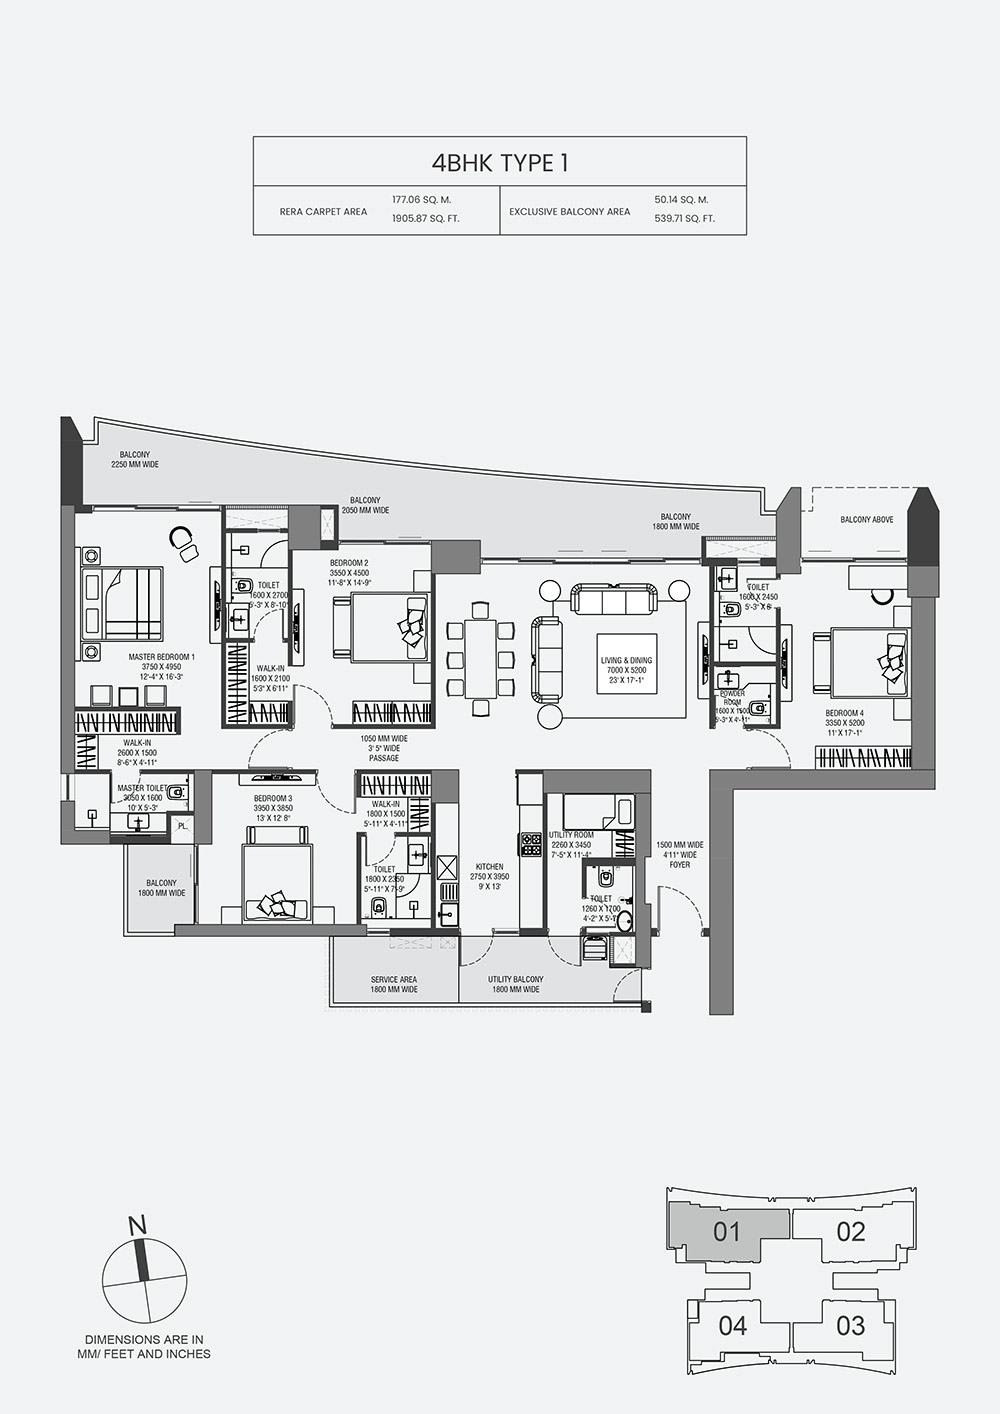 4BHK TYPE 1
RERA CARPET AREA
177.06 SQ. M.
1905.87 SQ. FT.
EXCLUSIVE BALCONY AREA
50.14 SQ. M.
539.71 SQ. FT.
BALCONY
2250 MM WIDE
BALCONY
2050 MM WIDE
BALCONY
1800 MM WIDE
BALCONY ABOVE
MASTER BEDROOM 1
3750 X 4950
12'-4" X 16'-3"
TOILET
1600 X 2700
5'-3" X 8'-10"
WALK-IN
1600 X 2100
5'3" X 6'11"
BEDROOM 2
3550 X 4500
11'-8" X 14'-9"
LIVING & DINING
7000 X 5200
23' X 17'-1"
TOILET
1600 X 2450
5'-3" X 8'
POWDER
ROOM
1600 X 1500
5'-3" X 4'-11"
BEDROOM 4
3350 X 5200
11' X 17'-1"
WALK-IN
2600 X 1500
8'-6" X 4'-11"
1050 MM WIDE
3' 5" WIDE
PASSAGE
MASTER TOILET
3050 X 1600
10' X 5'-3"
PL
BEDROOM 3
3950 X 3850
13' X 12' 8"
WALK-IN
1800 X 1500
5'-11" X 4'-11"
TOILET
1800 X 2350
5'-11" X 7'-9"
KITCHEN
2750 X 3950
9' X 13'
UTILITY ROOM
2260 X 3450
7'-5" X 11'-4"
TOILET
1260 X 1700
4'-2" X 5'-7"
1500 MM WIDE
4'11" WIDE
FOYER
BALCONY
1800 MM WIDE
SERVICE AREA
1800 MM WIDE
UTILITY BALCONY
1800 MM WIDE
N
DIMENSIONS ARE IN
MM/ FEET AND INCHES
01
02
04
03